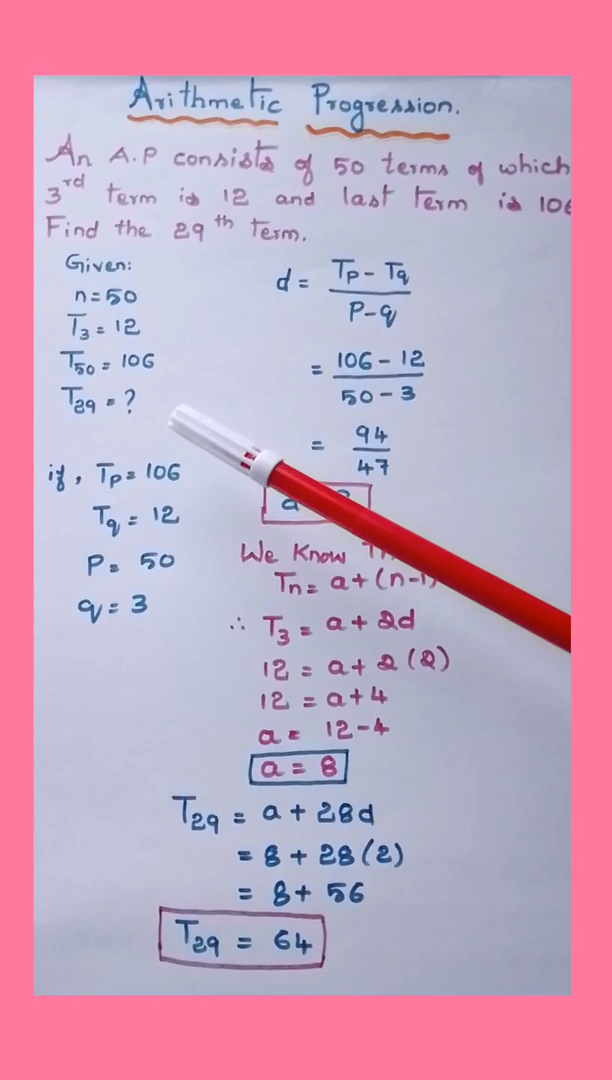 Arithmetic Progression.
An A.P consists of 50 terms of which
3rd term is 12 and last term is 106
Find the 29th term.
Given:
n=50
T3 = 12
T50 = 106
T29 = ?
if, Tp = 106
Tq = 12
P = 50
q = 3
d = Tp - Tq / P - q
= 106 - 12 / 50 - 3
= 94 / 47
We Know
Tn = a + (n-1)
∴ T3 = a + 2d
12 = a + 2(2)
12 = a + 4
a = 12 - 4
a = 8
T29 = a + 28d
= 8 + 28(2)
= 8 + 56
T29 = 64